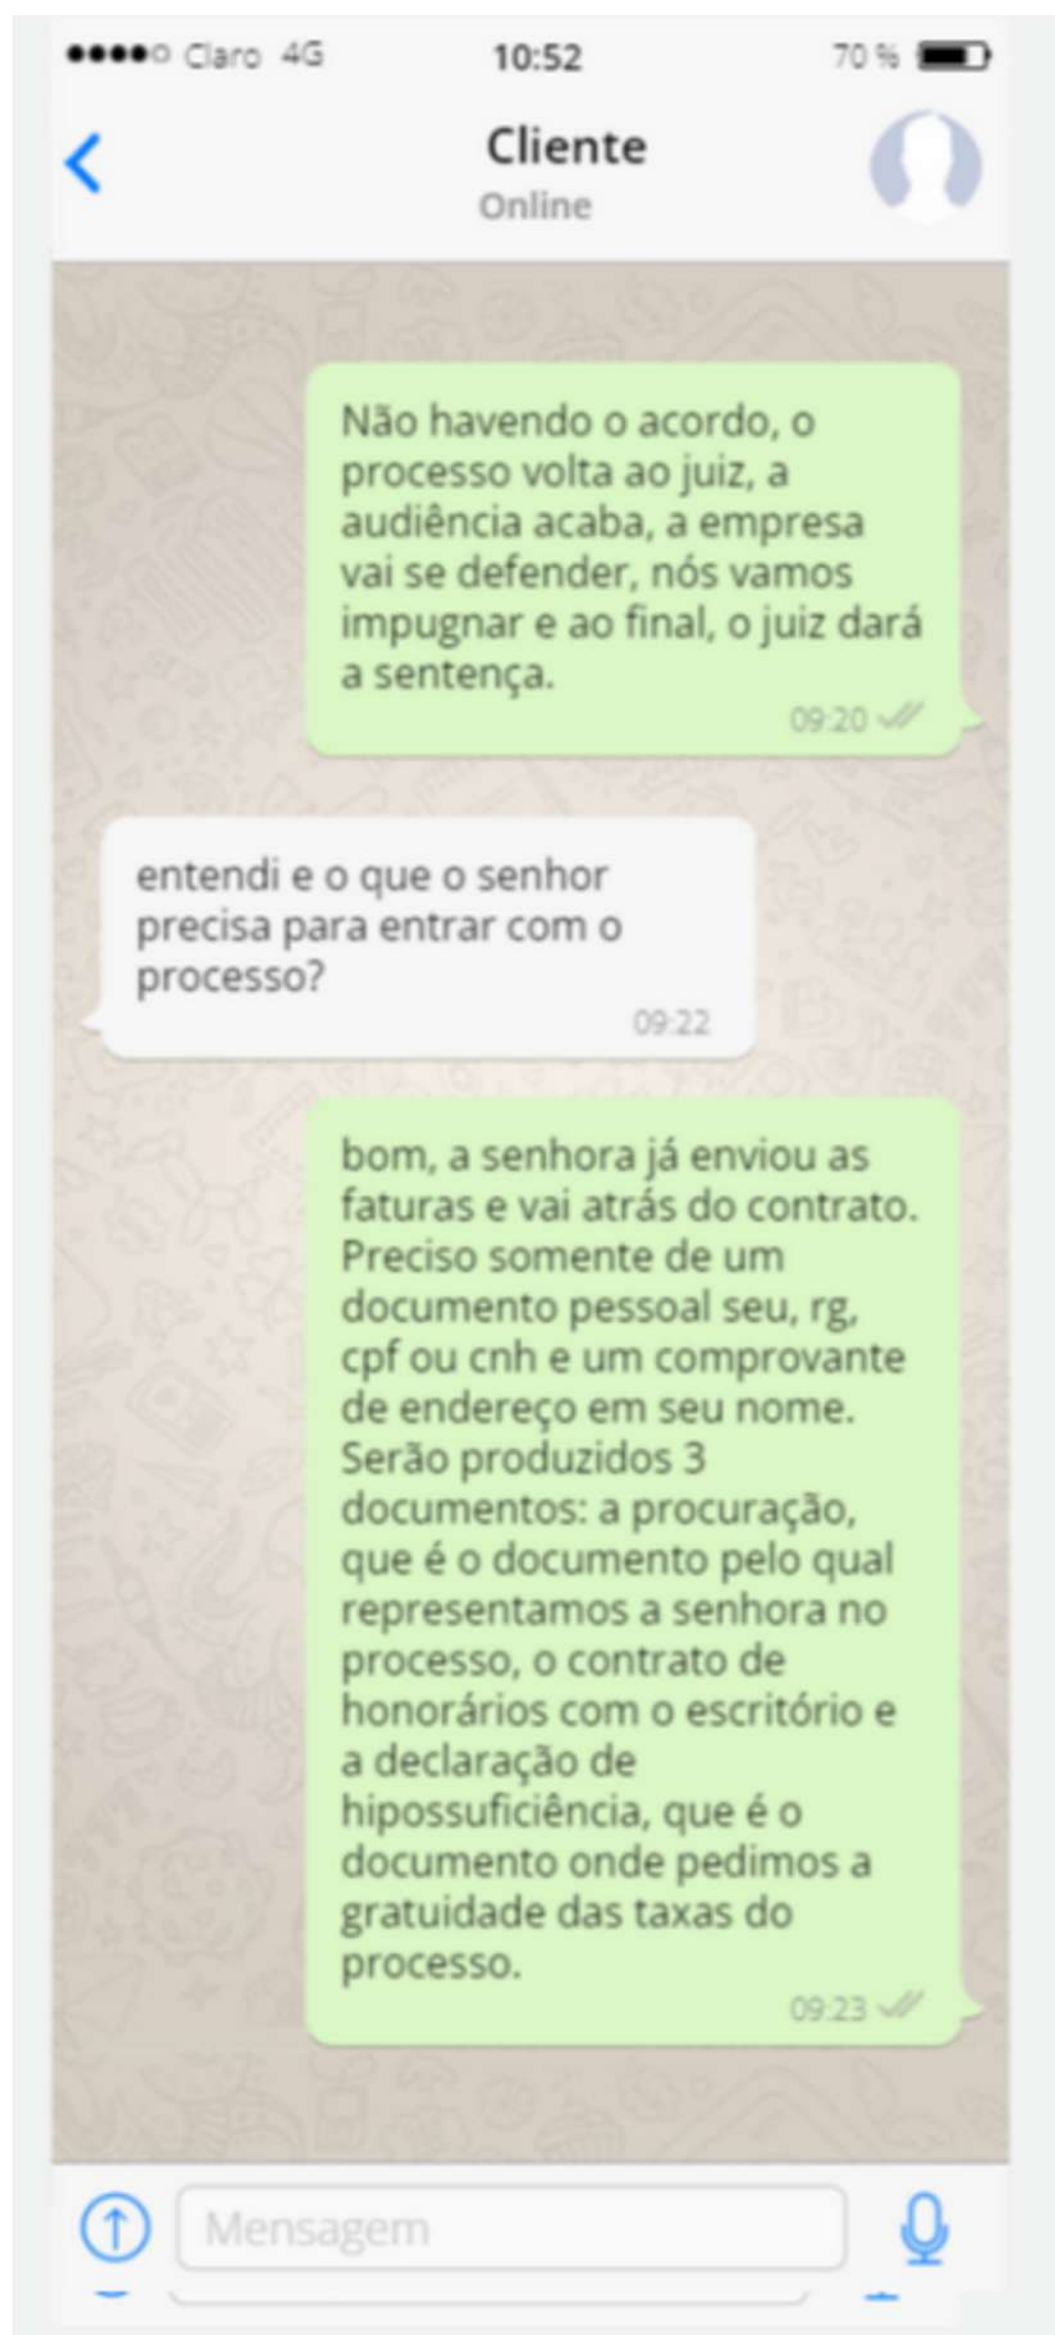 Claro 4G 10:52 70 %
Cliente
Online
Não havendo o acordo, o
processo volta ao juiz, a
audiência acaba, a empresa
vai se defender, nós vamos
impugnar e ao final, o juiz dará
a sentença.
09:20
entendi e o que o senhor
precisa para entrar com o
processo?
09:22
bom, a senhora já enviou as
faturas e vai atrás do contrato.
Preciso somente de um
documento pessoal seu, rg,
cpf ou cnh e um comprovante
de endereço em seu nome.
Serão produzidos 3
documentos: a procuração,
que é o documento pelo qual
representamos a senhora no
processo, o contrato de
honorários com o escritório e
a declaração de
hipossuficiência, que é o
documento onde pedimos a
gratuidade das taxas do
processo.
09:23
Mensagem